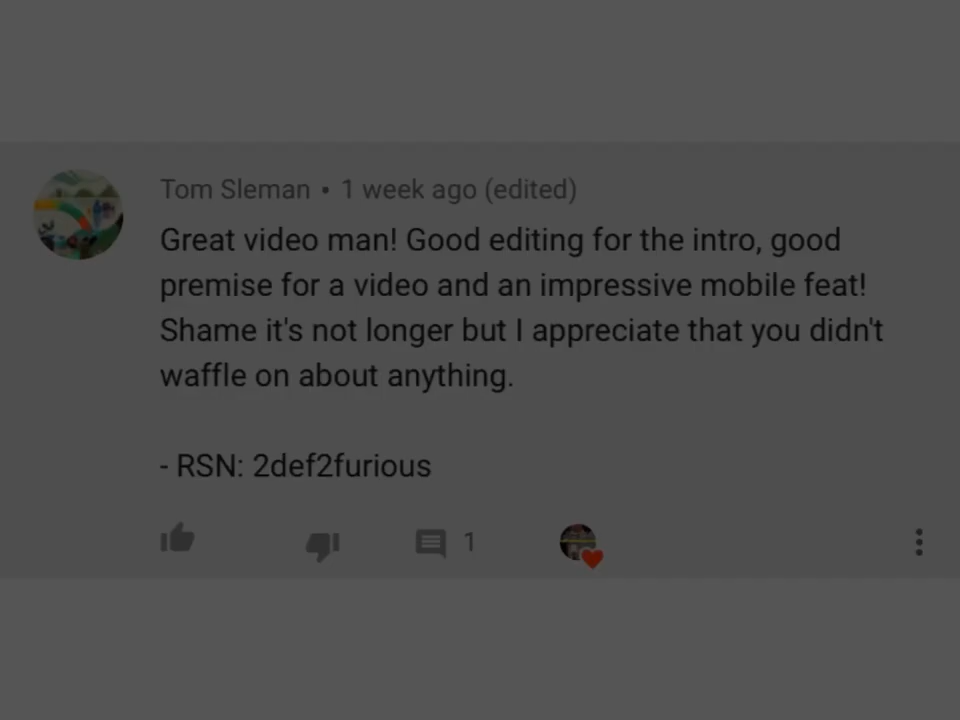 Tom Sleman • 1 week ago (edited)
Great video man! Good editing for the intro, good
premise for a video and an impressive mobile feat!
Shame it's not longer but I appreciate that you didn't
waffle on about anything.
- RSN: 2def2furious
1